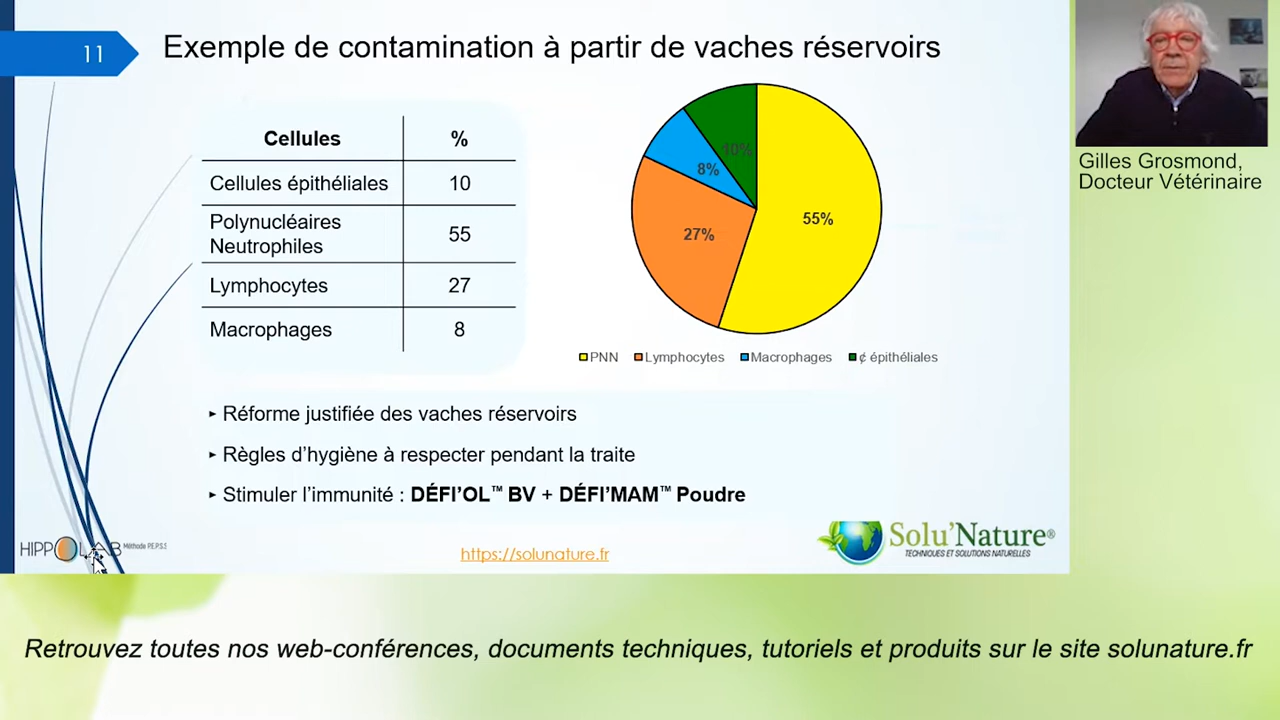 11
Exemple de contamination à partir de vaches réservoirs
Cellules %
Cellules épithéliales 10
Polynucléaires
Neutrophiles 55
Lymphocytes 27
Macrophages 8
10%
8%
55%
27%
PNN Lymphocytes Macrophages ¢ épithéliales
▸ Réforme justifiée des vaches réservoirs
▸ Règles d'hygiène à respecter pendant la traite
▸ Stimuler l'immunité : DÉFI'OL™ BV + DÉFI'MAM™ Poudre
HIPPOLAB Méthode P.E.P.S.S
https://solunature.fr
Solu'Nature®
TECHNIQUES ET SOLUTIONS NATURELLES
Gilles Grosmond,
Docteur Vétérinaire
Retrouvez toutes nos web-conférences, documents techniques, tutoriels et produits sur le site solunature.fr